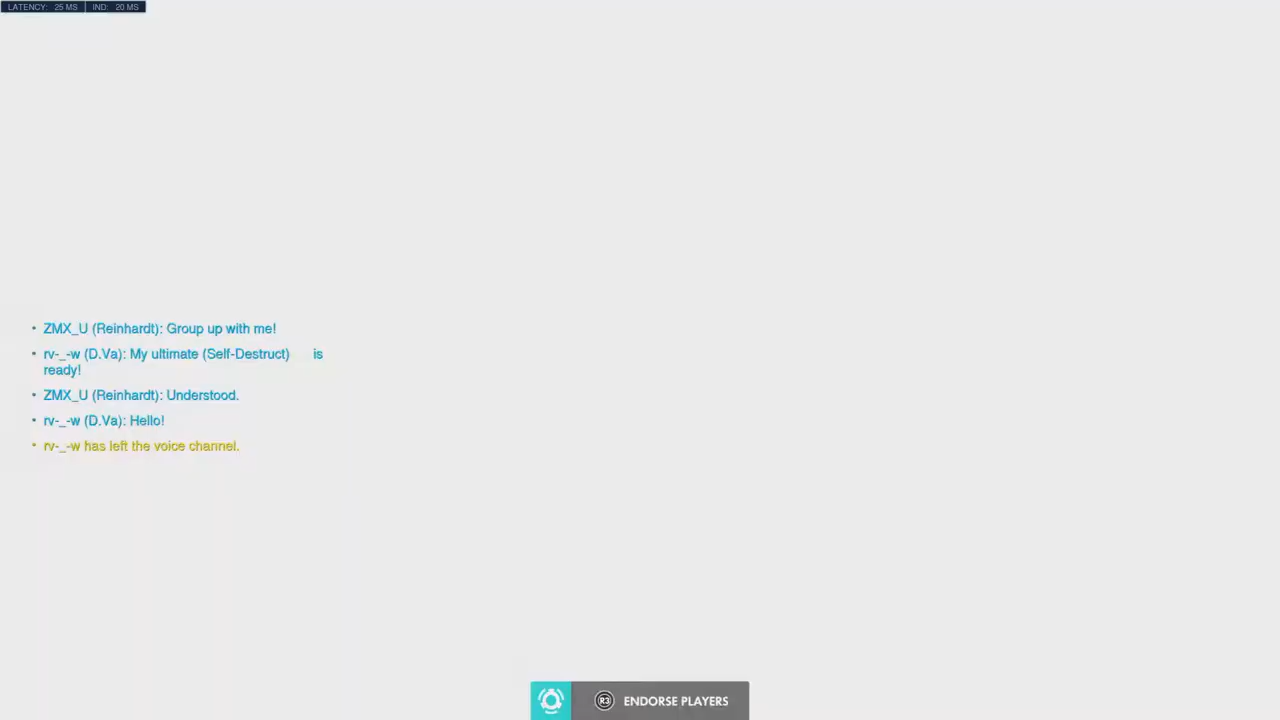 LATENCY: 25 MS | IND: 20 MS
• ZMX_U (Reinhardt): Group up with me!
• rv-_-w (D.Va): My ultimate (Self-Destruct) is
ready!
• ZMX_U (Reinhardt): Understood.
• rv-_-w (D.Va): Hello!
• rv-_-w has left the voice channel.
R3 ENDORSE PLAYERS